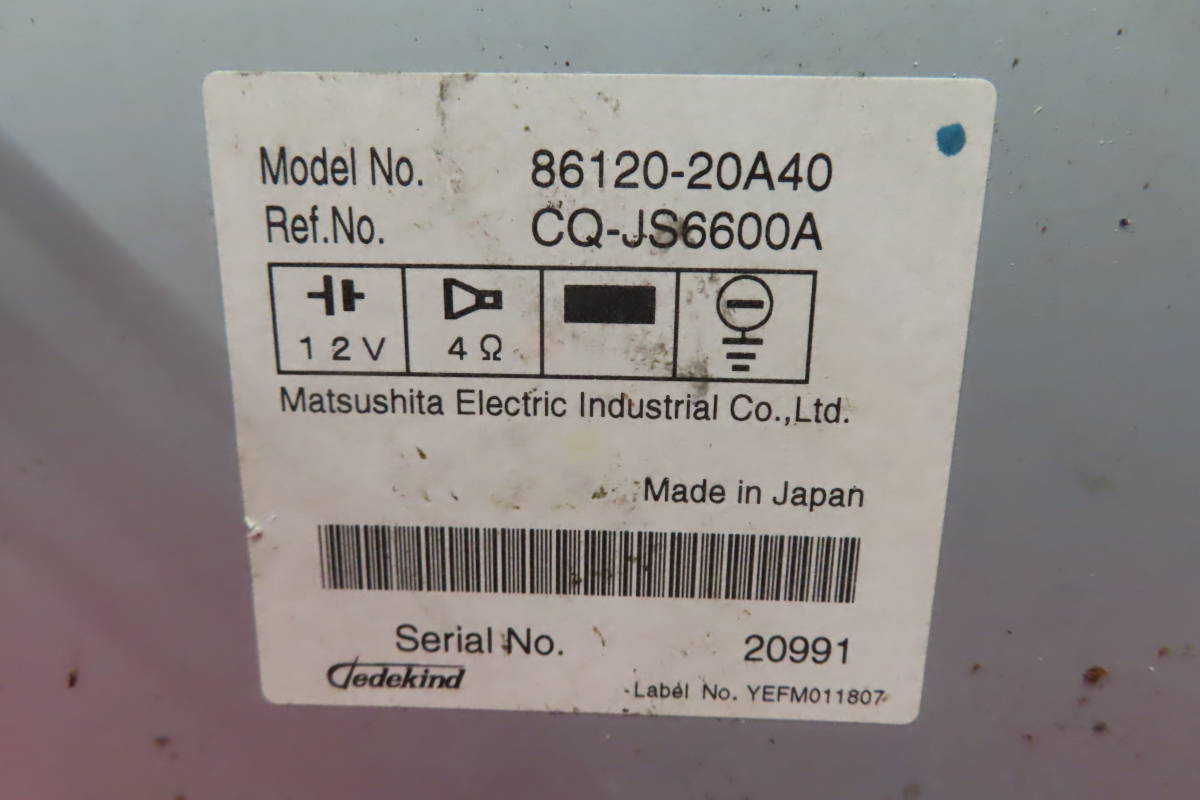 Model No. 86120-20A40
Ref.No. CQ-JS6600A
12V 4Ω
Matsushita Electric Industrial Co.,Ltd.
Made in Japan
Serial No. 20991
Gedekind
Label No. YEFM011807